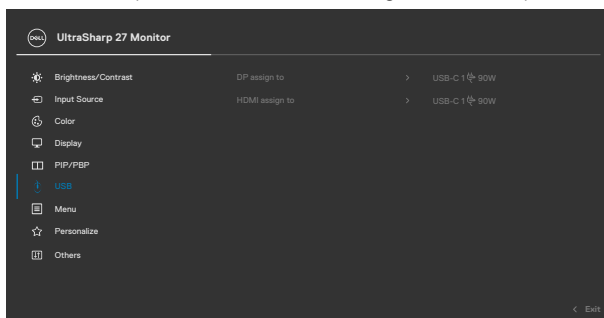 DELL
UltraSharp 27 Monitor
Brightness/Contrast DP assign to > USB-C 1 90W
Input Source HDMI assign to > USB-C 1 90W
Color
Display
PIP/PBP
USB
Menu
Personalize
Others
< Exit